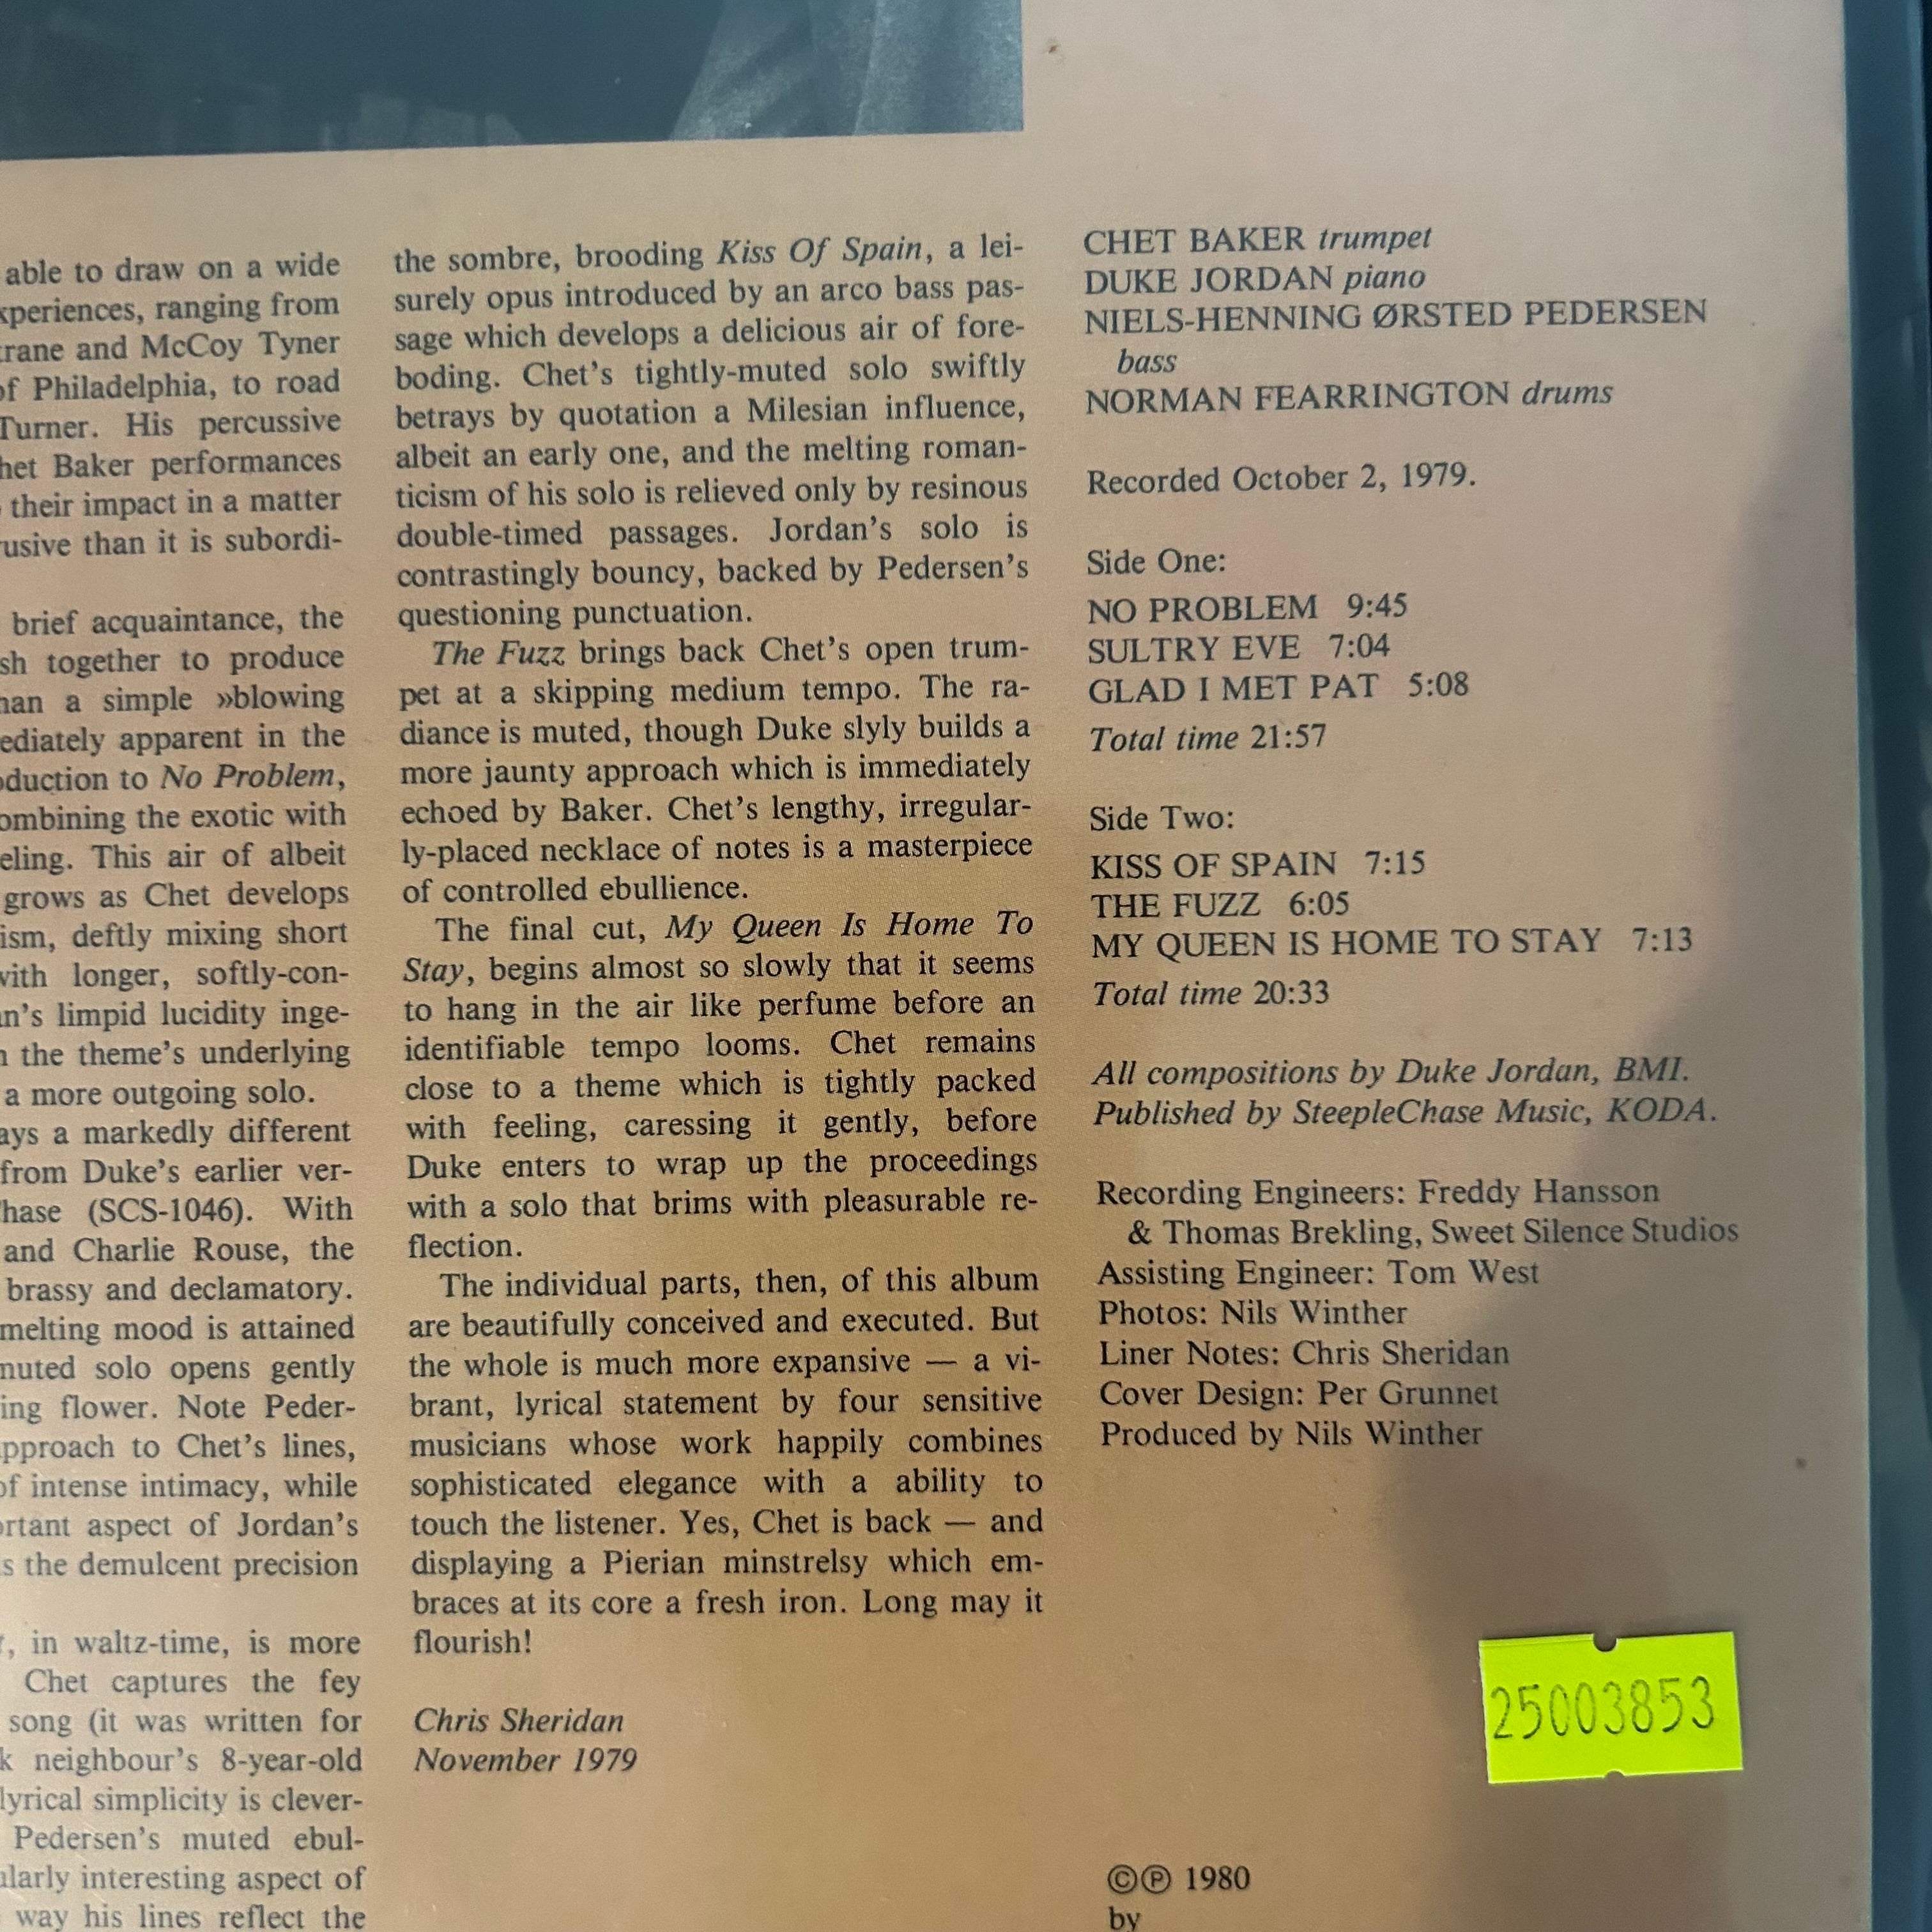 able to draw on a wide
ranging from
and McCoy Tyner
of Philadelphia, to road
Turner. His percussive
Baker performances
their impact in a matter
than it is subordi-
brief acquaintance, the
together to produce
a simple »blowing
apparent in the
to No Problem,
the exotic with
This air of albeit
grows as Chet develops
deftly mixing short
with longer, softly-con-
limpid lucidity inge-
the theme's underlying
a more outgoing solo.
a markedly different
from Duke's earlier ver-
(SCS-1046). With
and Charlie Rouse, the
brassy and declamatory.
melting mood is attained
muted solo opens gently
flower. Note Peder-
approach to Chet's lines,
of intense intimacy, while
aspect of Jordan's
the demulcent precision
in waltz-time, is more
Chet captures the fey
song (it was written for
neighbour's 8-year-old
lyrical simplicity is clever-
Pedersen's muted ebul-
interesting aspect of
way his lines reflect the
the sombre, brooding Kiss Of Spain, a lei-
surely opus introduced by an arco bass pas-
sage which develops a delicious air of fore-
boding. Chet's tightly-muted solo swiftly
betrays by quotation a Milesian influence,
albeit an early one, and the melting roman-
ticism of his solo is relieved only by resinous
double-timed passages. Jordan's solo is
contrastingly bouncy, backed by Pedersen's
questioning punctuation.
The Fuzz brings back Chet's open trum-
pet at a skipping medium tempo. The ra-
diance is muted, though Duke slyly builds a
more jaunty approach which is immediately
echoed by Baker. Chet's lengthy, irregular-
ly-placed necklace of notes is a masterpiece
of controlled ebullience.
The final cut, My Queen Is Home To
Stay, begins almost so slowly that it seems
to hang in the air like perfume before an
identifiable tempo looms. Chet remains
close to a theme which is tightly packed
with feeling, caressing it gently, before
Duke enters to wrap up the proceedings
with a solo that brims with pleasurable re-
flection.
The individual parts, then, of this album
are beautifully conceived and executed. But
the whole is much more expansive — a vi-
brant, lyrical statement by four sensitive
musicians whose work happily combines
sophisticated elegance with a ability to
touch the listener. Yes, Chet is back — and
displaying a Pierian minstrelsy which em-
braces at its core a fresh iron. Long may it
flourish!
Chris Sheridan
November 1979
CHET BAKER trumpet
DUKE JORDAN piano
NIELS-HENNING ØRSTED PEDERSEN
bass
NORMAN FEARRINGTON drums
Recorded October 2, 1979.
Side One:
NO PROBLEM 9:45
SULTRY EVE 7:04
GLAD I MET PAT 5:08
Total time 21:57
Side Two:
KISS OF SPAIN 7:15
THE FUZZ 6:05
MY QUEEN IS HOME TO STAY 7:13
Total time 20:33
All compositions by Duke Jordan, BMI.
Published by SteepleChase Music, KODA.
Recording Engineers: Freddy Hansson
& Thomas Brekling, Sweet Silence Studios
Assisting Engineer: Tom West
Photos: Nils Winther
Liner Notes: Chris Sheridan
Cover Design: Per Grunnet
Produced by Nils Winther
25003853
©℗ 1980
by